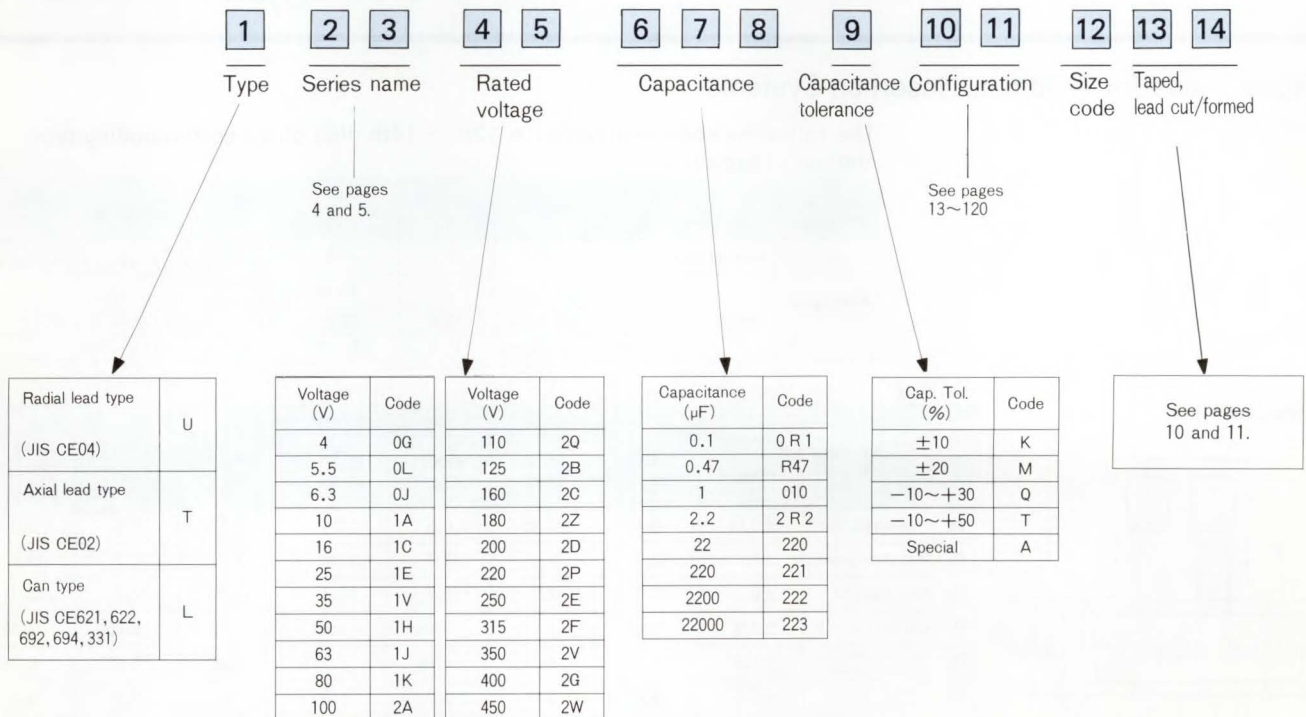 1 2 3 4 5 6 7 8 9 10 11 12 13 14
Type Series name Rated voltage Capacitance Capacitance tolerance Configuration Size code Taped, lead cut/formed
See pages
4 and 5.
See pages
13~120
Radial lead type
(JIS CE04)
U
Axial lead type
(JIS CE02)
T
Can type
(JIS CE621,622,
692,694,331)
L
Voltage (V) Code Voltage (V) Code
4 0G 110 2Q
5.5 0L 125 2B
6.3 0J 160 2C
10 1A 180 2Z
16 1C 200 2D
25 1E 220 2P
35 1V 250 2E
50 1H 315 2F
63 1J 350 2V
80 1K 400 2G
100 2A 450 2W
Capacitance (µF) Code
0.1 0R1
0.47 R47
1 010
2.2 2R2
22 220
220 221
2200 222
22000 223
Cap. Tol. (%) Code
±10 K
±20 M
−10~+30 Q
−10~+50 T
Special A
See pages
10 and 11.